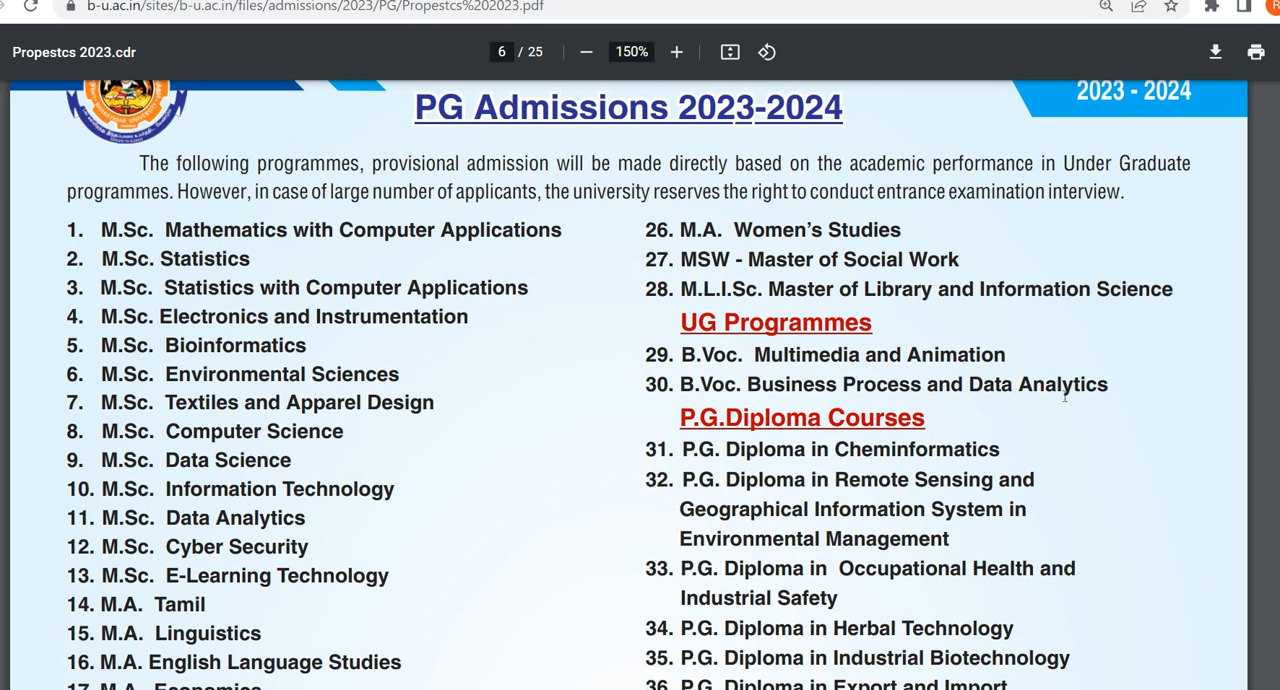 b-u.ac.in/sites/b-u.ac.in/files/admissions/2023/PG/Propestcs%202023.pdf
Propestcs 2023.cdr
6 / 25
150%
2023 - 2024
PG Admissions 2023-2024
The following programmes, provisional admission will be made directly based on the academic performance in Under Graduate
programmes. However, in case of large number of applicants, the university reserves the right to conduct entrance examination interview.
1. M.Sc. Mathematics with Computer Applications
2. M.Sc. Statistics
3. M.Sc. Statistics with Computer Applications
4. M.Sc. Electronics and Instrumentation
5. M.Sc. Bioinformatics
6. M.Sc. Environmental Sciences
7. M.Sc. Textiles and Apparel Design
8. M.Sc. Computer Science
9. M.Sc. Data Science
10. M.Sc. Information Technology
11. M.Sc. Data Analytics
12. M.Sc. Cyber Security
13. M.Sc. E-Learning Technology
14. M.A. Tamil
15. M.A. Linguistics
16. M.A. English Language Studies
17. M.A. Economics
26. M.A. Women's Studies
27. MSW - Master of Social Work
28. M.L.I.Sc. Master of Library and Information Science
UG Programmes
29. B.Voc. Multimedia and Animation
30. B.Voc. Business Process and Data Analytics
P.G.Diploma Courses
31. P.G. Diploma in Cheminformatics
32. P.G. Diploma in Remote Sensing and
Geographical Information System in
Environmental Management
33. P.G. Diploma in Occupational Health and
Industrial Safety
34. P.G. Diploma in Herbal Technology
35. P.G. Diploma in Industrial Biotechnology
36. P.G. Diploma in Export and Import